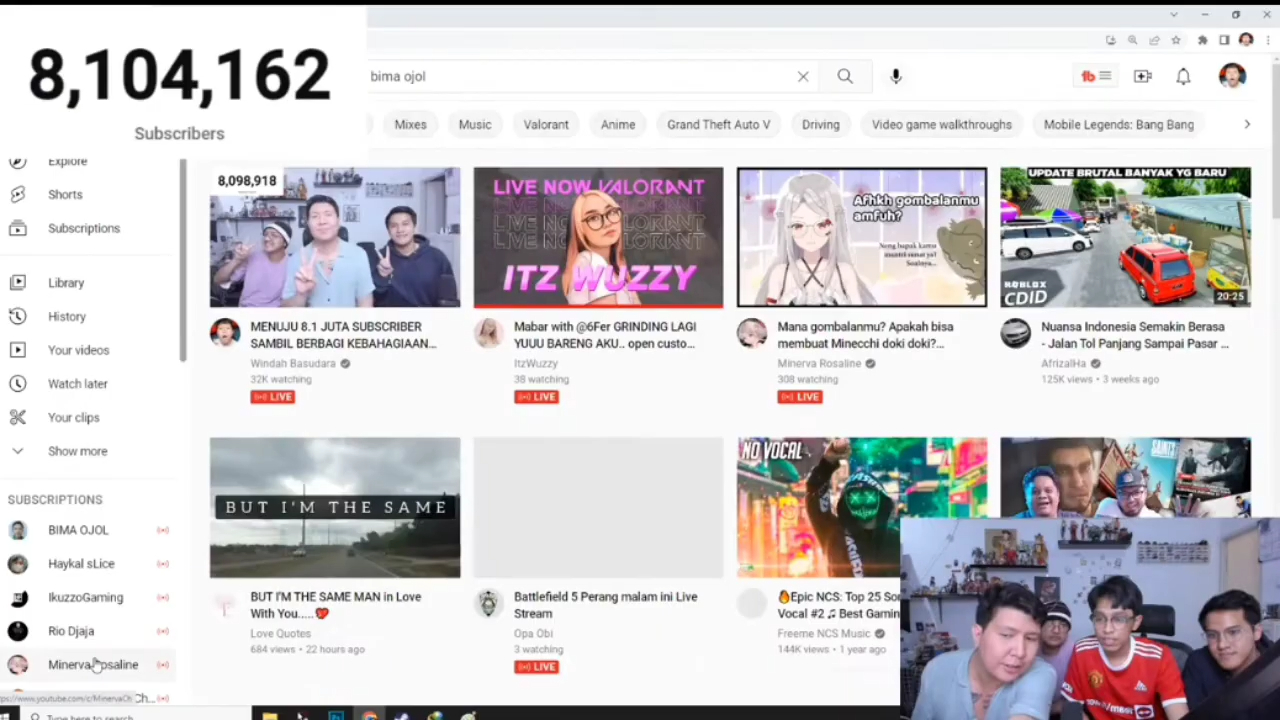 8,104,162
Subscribers
bima ojol
Mixes
Music
Valorant
Anime
Grand Theft Auto V
Driving
Video game walkthroughs
Mobile Legends: Bang Bang
Explore
Shorts
Subscriptions
Library
History
Your videos
Watch later
Your clips
Show more
SUBSCRIPTIONS
BIMA OJOL
Haykal sLice
IkuzzoGaming
Rio Djaja
Minerva Rosaline
8,098,918
MENUJU 8.1 JUTA SUBSCRIBER
SAMBIL BERBAGI KEBAHAGIAAN...
Windah Basudara
32K watching
LIVE
LIVE NOW VALORANT
ITZ WUZZY
Mabar with @6Fer GRINDING LAGI
YUUU BARENG AKU.. open custo...
ItzWuzzy
38 watching
LIVE
Afhkh gombalanmu
amfuh?
Mana gombalanmu? Apakah bisa
membuat Minecchi doki doki?...
Minerva Rosaline
308 watching
LIVE
UPDATE BRUTAL BANYAK YG BARU
ROBLOX
CDID
20:25
Nuansa Indonesia Semakin Berasa
- Jalan Tol Panjang Sampai Pasar ...
AfrizalHa
125K views • 3 weeks ago
BUT I'M THE SAME
BUT I'M THE SAME MAN in Love
With You.....
Love Quotes
684 views • 22 hours ago
Battlefield 5 Perang malam ini Live
Stream
Opa Obi
3 watching
LIVE
NO VOCAL
Epic NCS: Top 25 Son
Vocal #2 ♫ Best Gamin
Freeme NCS Music
144K views • 1 year ago
SAINTS
Type here to search